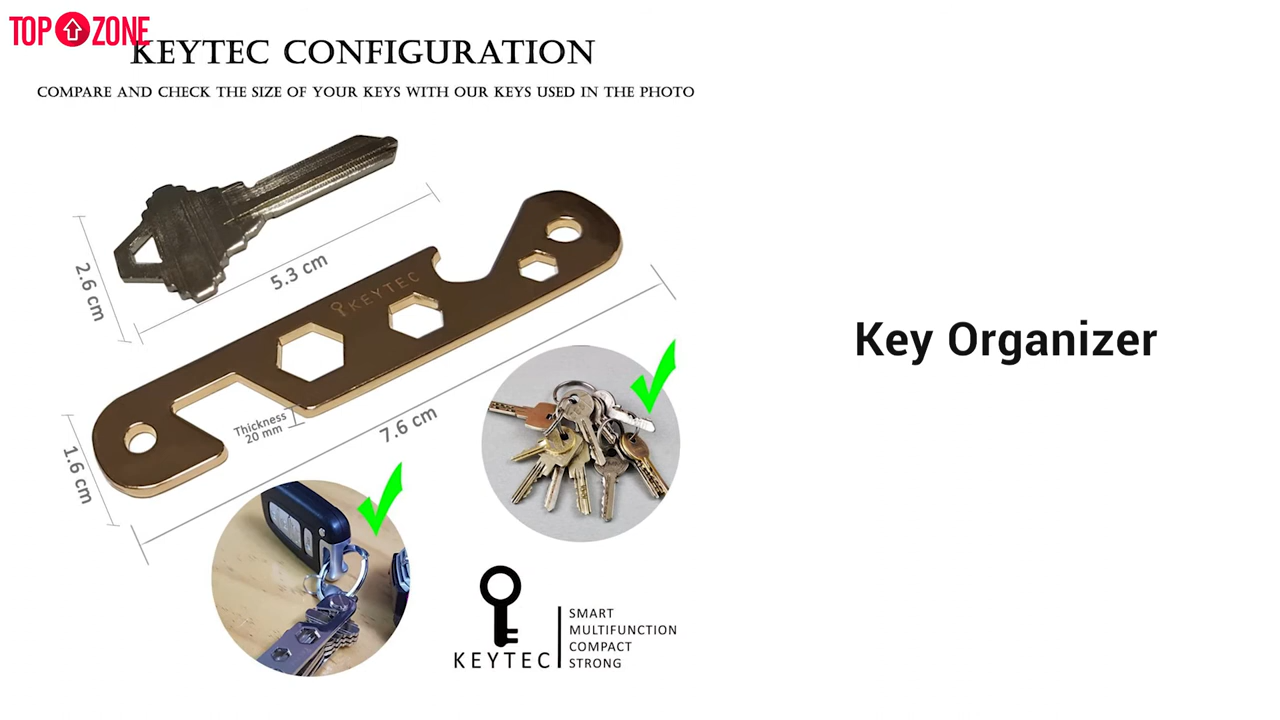 TOP ZONE
KEYTEC CONFIGURATION
COMPARE AND CHECK THE SIZE OF YOUR KEYS WITH OUR KEYS USED IN THE PHOTO
2.6 cm
5.3 cm
KEYTEC
Thickness
20 mm
7.6 cm
1.6 cm
Key Organizer
KEYTEC
SMART
MULTIFUNCTION
COMPACT
STRONG